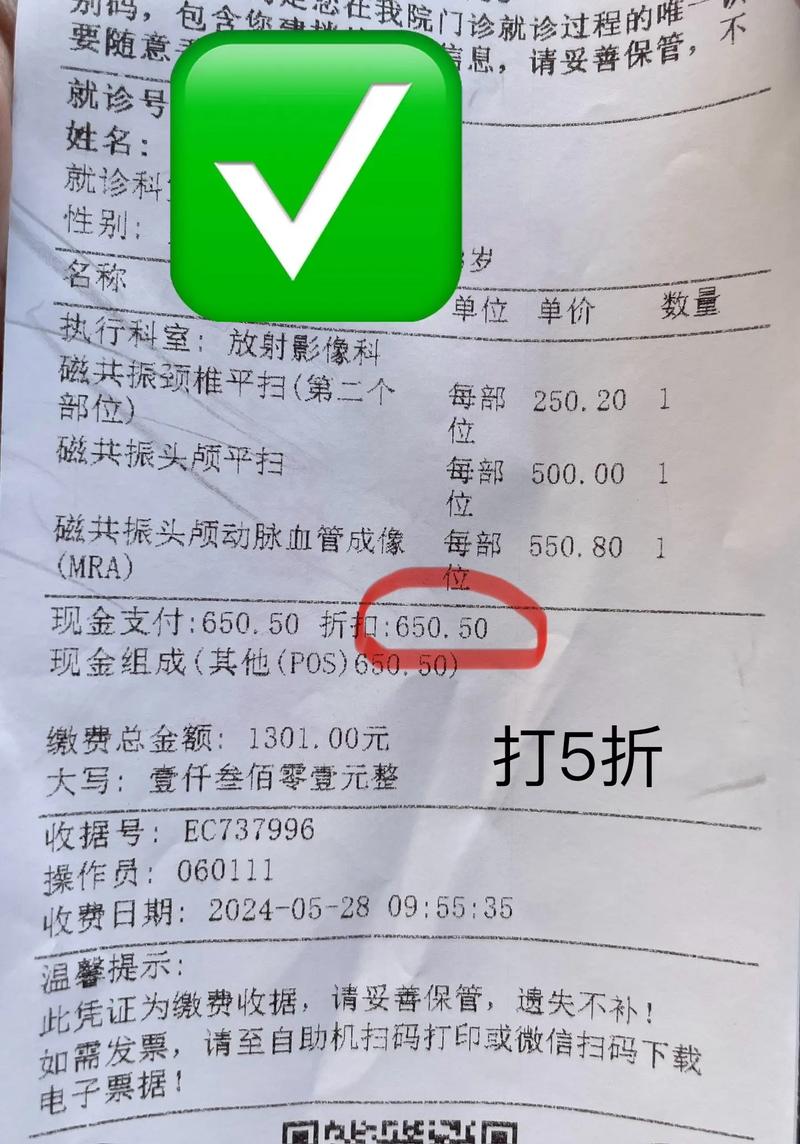 别码，包含您建
是您在我院门诊就诊过程的唯一
要随意
信息，请妥善保管，不
就诊号
姓名：
就诊科
性别：
岁
名称 单位 单价 数量
执行科室：放射影像科
磁共振颈椎平扫(第二个 每部 250.20 1
部位) 位
磁共振头颅平扫 每部 500.00 1
位
磁共振头颅动脉血管成像 每部 550.80 1
(MRA) 位
现金支付:650.50 折扣:650.50
现金组成(其他(POS)650.50)
缴费总金额：1301.00元
打5折
大写：壹仟叁佰零壹元整
收据号：EC737996
操作员：060111
收费日期：2024-05-28 09:55:35
温馨提示：
此凭证为缴费收据，请妥善保管，遗失不补！
如需发票，请至自助机扫码打印或微信扫码下载
电子票据！